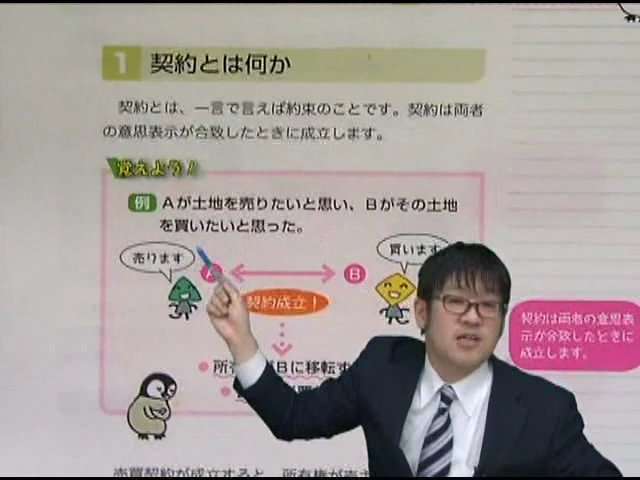 1 契約とは何か
契約とは、一言で言えば約束のことです。契約は両者
の意思表示が合致したときに成立します。
覚えよう！
例 Aが土地を売りたいと思い、Bがその土地
を買いたいと思った。
売ります
買います
A
B
契約成立！
契約は両者の意思表
示が合致したときに
成立します。
Bに移転す
売買契約が成立すると、所有権が売主